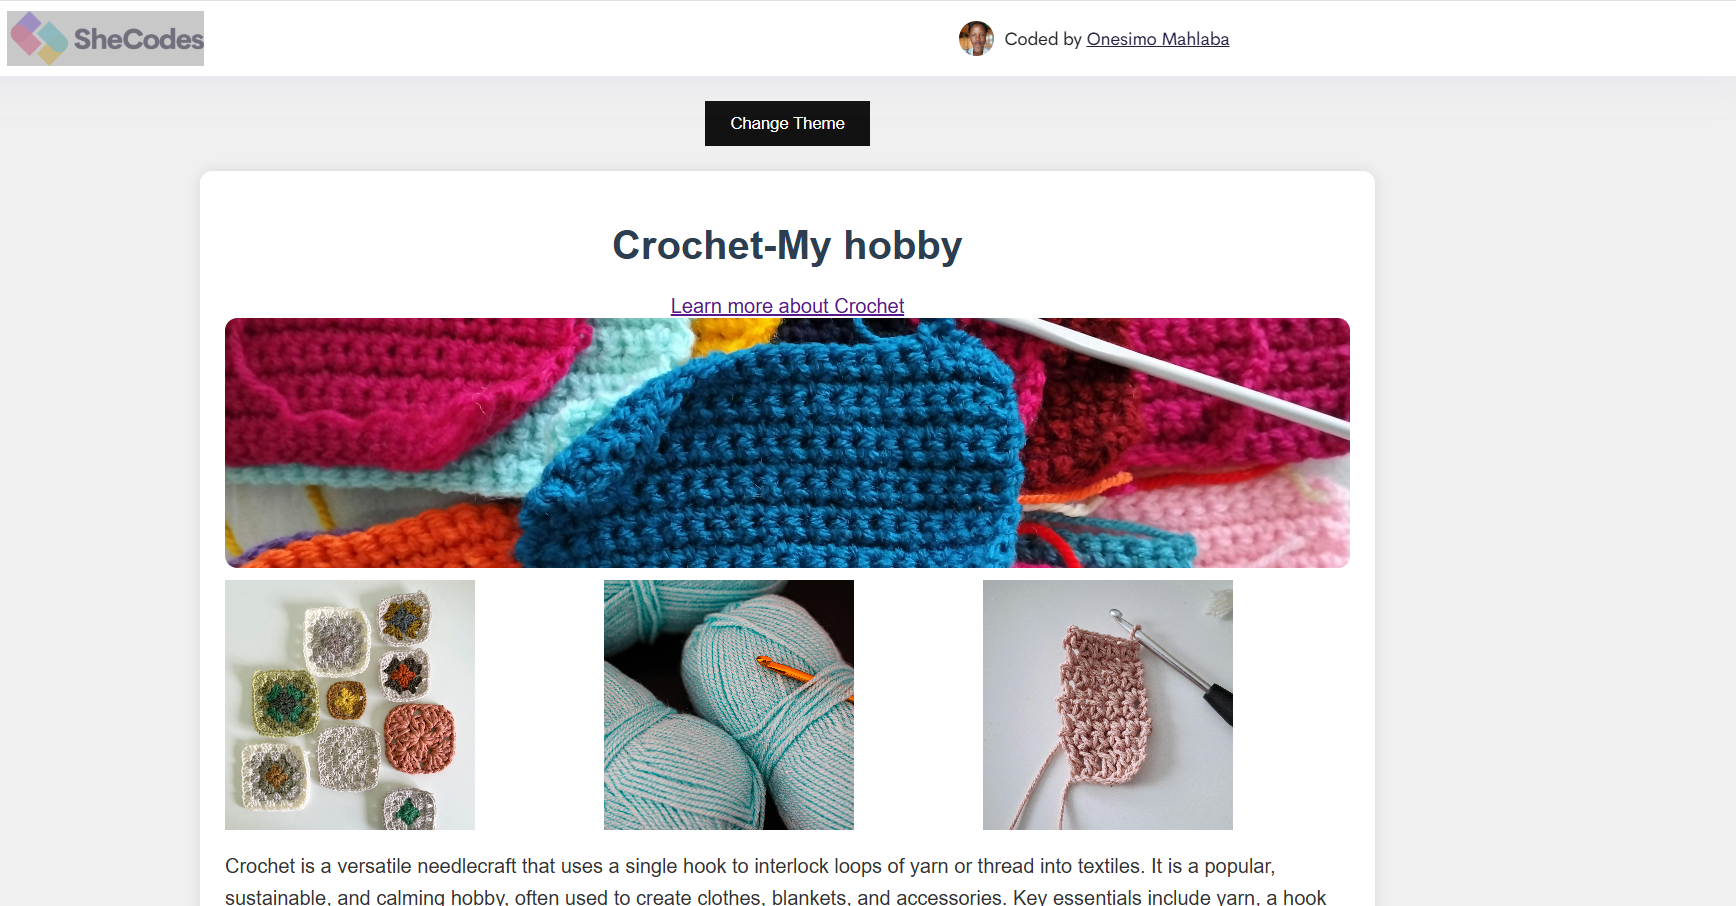 SheCodes
Coded by Onesimo Mahlaba
Change Theme
Crochet-My hobby
Learn more about Crochet
Crochet is a versatile needlecraft that uses a single hook to interlock loops of yarn or thread into textiles. It is a popular,
sustainable, and calming hobby, often used to create clothes, blankets, and accessories. Key essentials include yarn, a hook